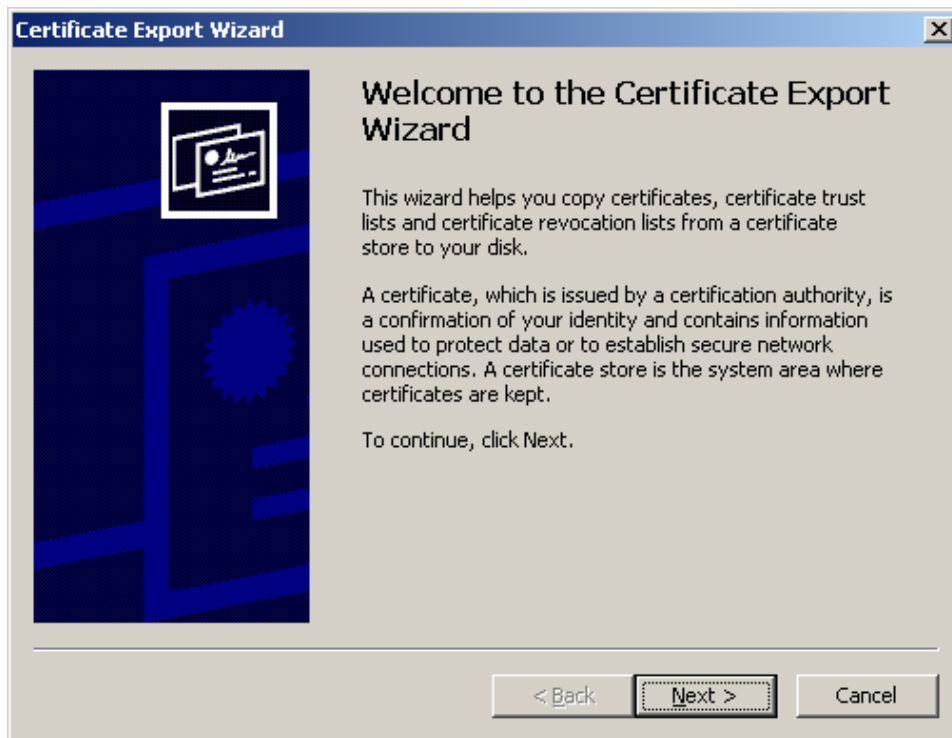 Certificate Export Wizard
Welcome to the Certificate Export
Wizard
This wizard helps you copy certificates, certificate trust
lists and certificate revocation lists from a certificate
store to your disk.
A certificate, which is issued by a certification authority, is
a confirmation of your identity and contains information
used to protect data or to establish secure network
connections. A certificate store is the system area where
certificates are kept.
To continue, click Next.
< Back
Next >
Cancel